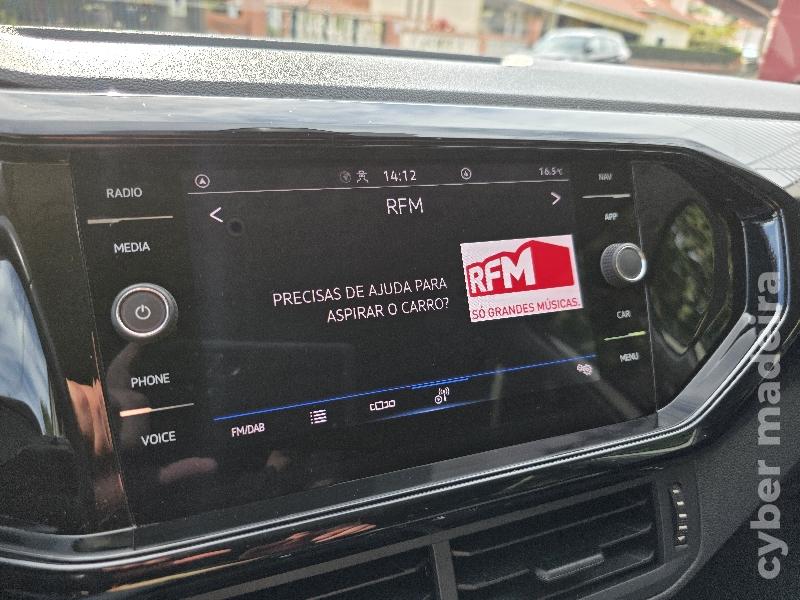 RADIO
MEDIA
PHONE
VOICE
14:12
16.5°C
RFM
PRECISAS DE AJUDA PARA
ASPIRAR O CARRO?
RFM
SÓ GRANDES MÚSICAS.
FM/DAB
NAV
APP
CAR
MENU
cyber madeira